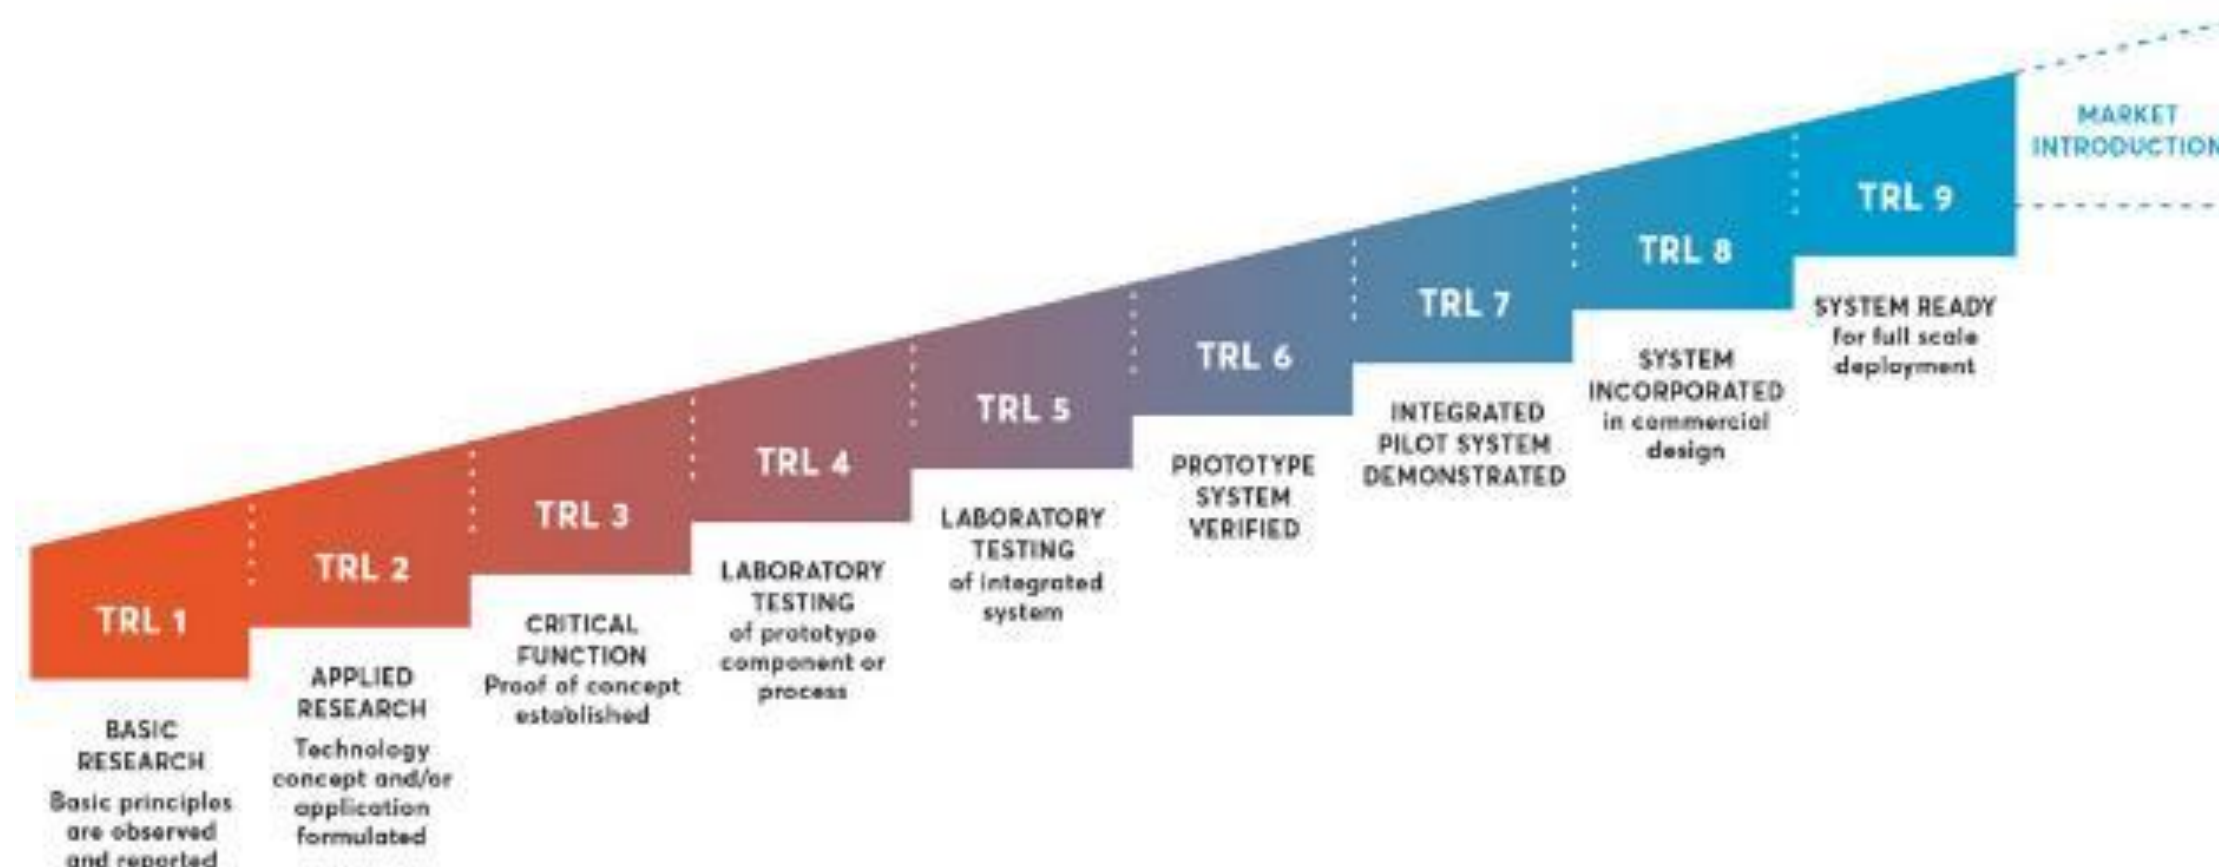 TRL 1
BASIC
RESEARCH
Basic principles
are observed
and reported
TRL 2
APPLIED
RESEARCH
Technology
concept and/or
application
formulated
TRL 3
CRITICAL
FUNCTION
Proof of concept
established
TRL 4
LABORATORY
TESTING
of prototype
component or
process
TRL 5
LABORATORY
TESTING
of integrated
system
TRL 6
PROTOTYPE
SYSTEM
VERIFIED
TRL 7
INTEGRATED
PILOT SYSTEM
DEMONSTRATED
TRL 8
SYSTEM
INCORPORATED
in commercial
design
TRL 9
SYSTEM READY
for full scale
deployment
MARKET
INTRODUCTION